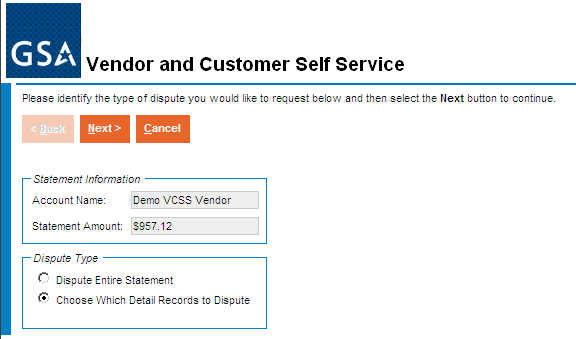 GSA
Vendor and Customer Self Service
Please identify the type of dispute you would like to request below and then select the Next button to continue.
< Back Next > Cancel
Statement Information
Account Name: Demo VCSS Vendor
Statement Amount: $957.12
Dispute Type
Dispute Entire Statement
Choose Which Detail Records to Dispute